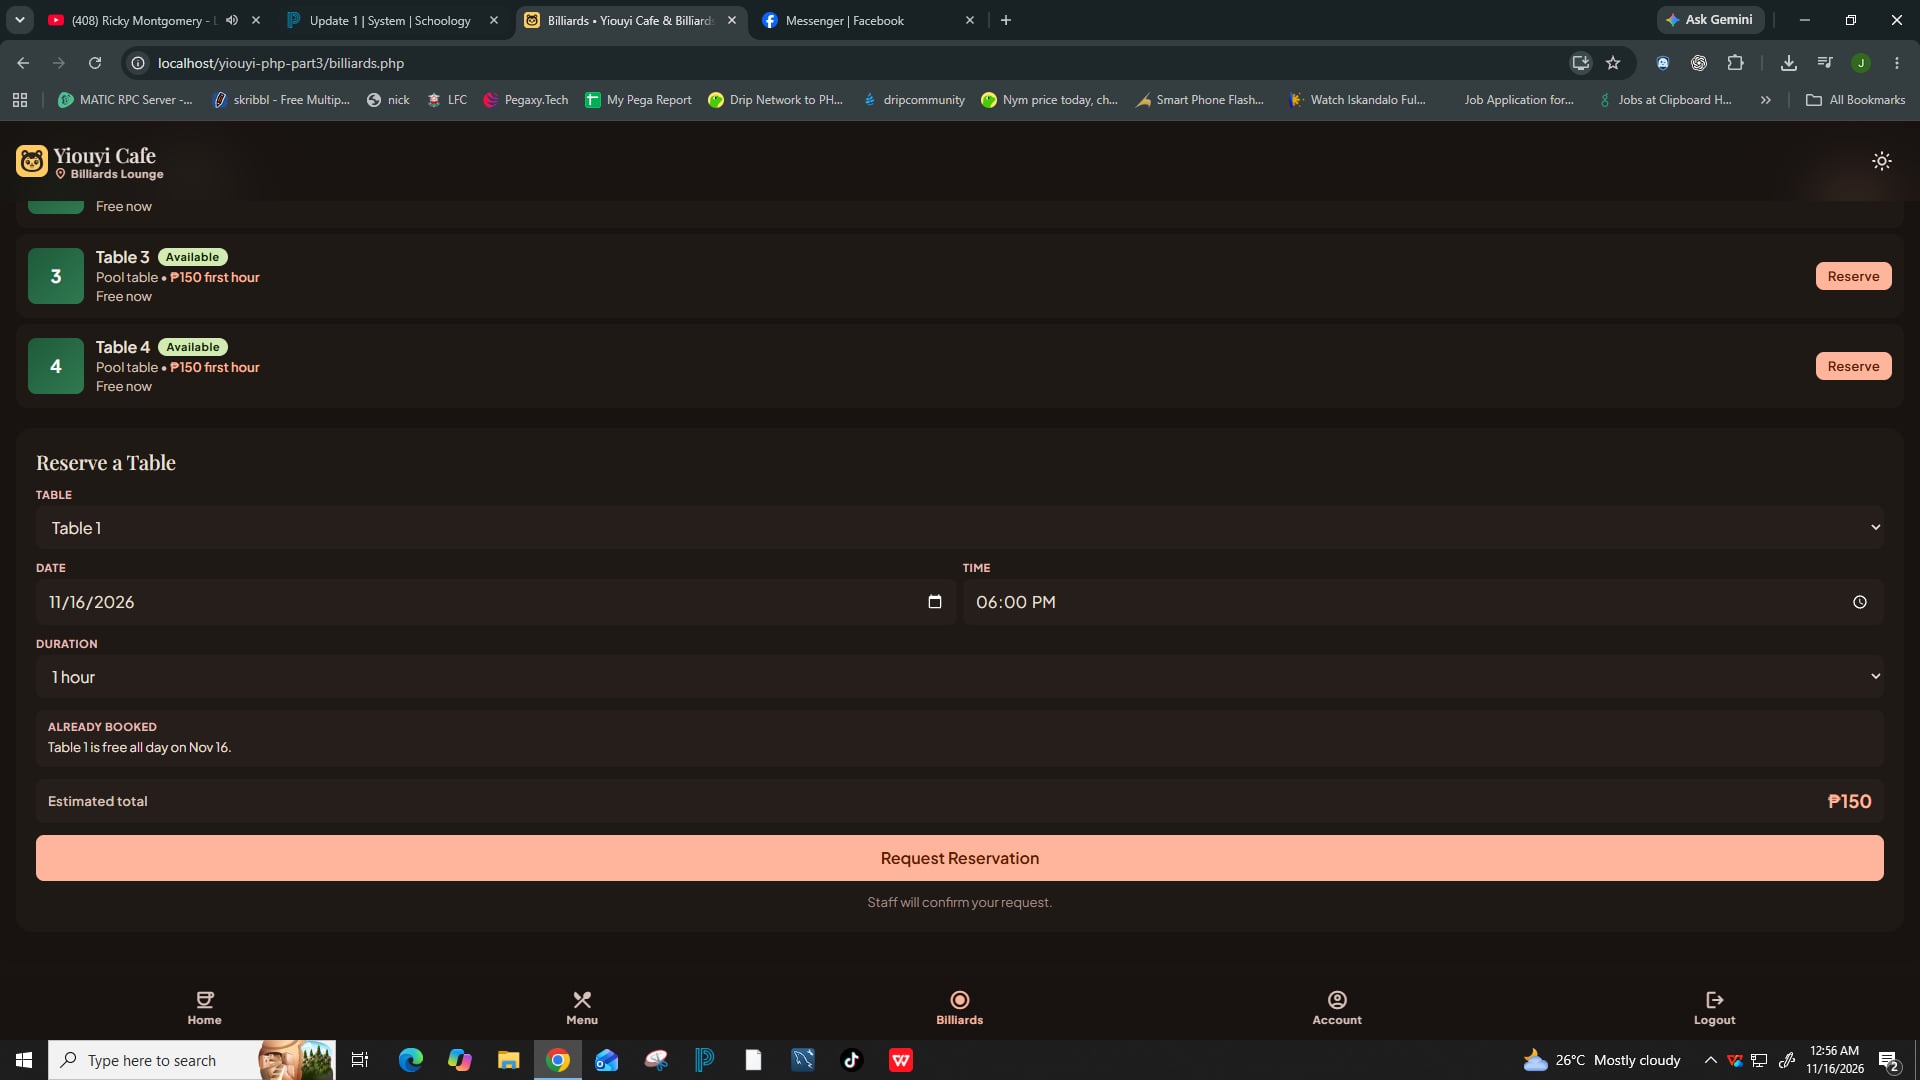 (408) Ricky Montgomery - L
Update 1 | System | Schoology
Billiards • Yiouyi Cafe & Billiards
Messenger | Facebook
Ask Gemini
localhost/yiouyi-php-part3/billiards.php
J
MATIC RPC Server -...
skribbl - Free Multip...
nick
LFC
Pegaxy.Tech
My Pega Report
Drip Network to PH...
dripcommunity
Nym price today, ch...
Smart Phone Flash...
Watch Iskandalo Ful...
Job Application for...
Jobs at Clipboard H...
All Bookmarks
Yiouyi Cafe
Billiards Lounge
Free now
3
Table 3 Available
Pool table • ₱150 first hour
Free now
Reserve
4
Table 4 Available
Pool table • ₱150 first hour
Free now
Reserve
Reserve a Table
TABLE
Table 1
DATE
11/16/2026
TIME
06:00 PM
DURATION
1 hour
ALREADY BOOKED
Table 1 is free all day on Nov 16.
Estimated total
₱150
Request Reservation
Staff will confirm your request.
Home
Menu
Billiards
Account
Logout
Type here to search
26°C Mostly cloudy
12:56 AM
11/16/2026
2